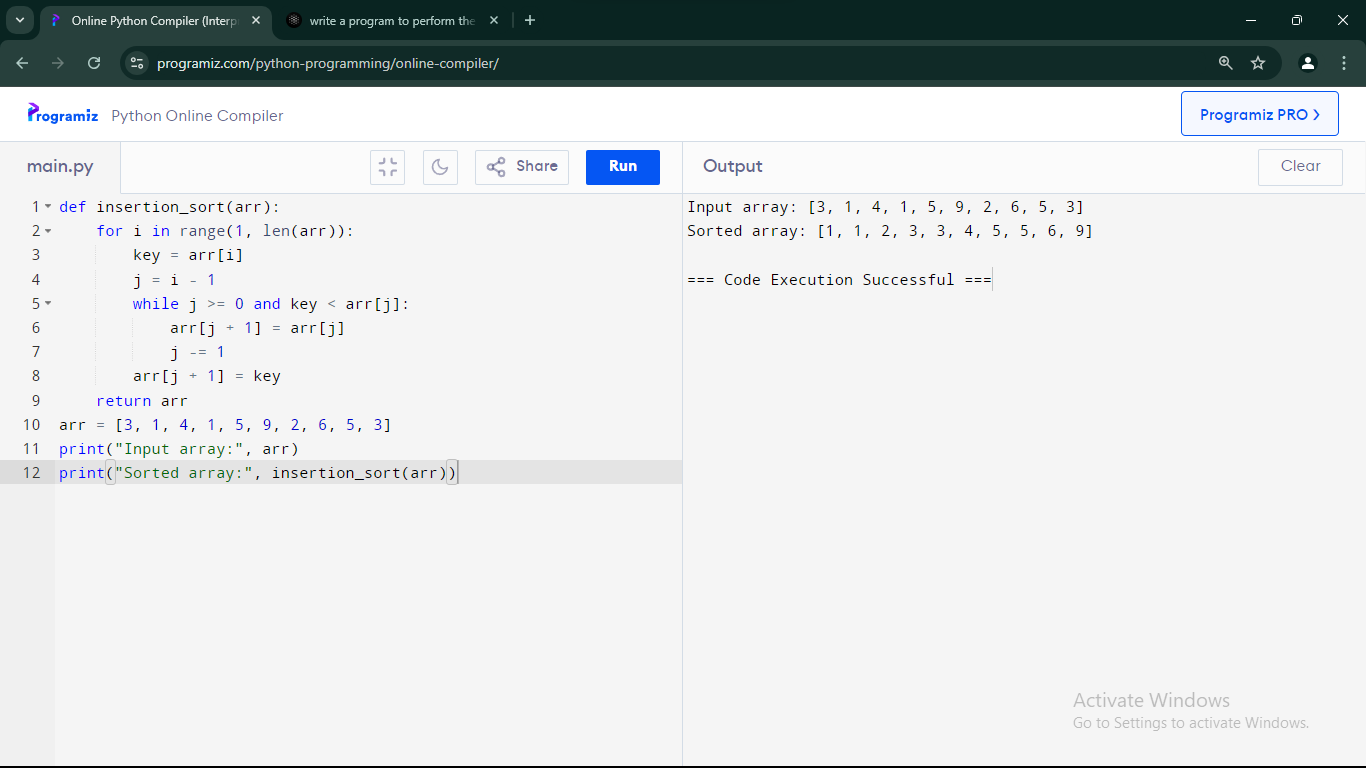 Online Python Compiler (Interp
write a program to perform the
programiz.com/python-programming/online-compiler/
Programiz Python Online Compiler
Programiz PRO >
main.py
Share
Run
Output
Clear
1 def insertion_sort(arr):
2     for i in range(1, len(arr)):
3         key = arr[i]
4         j = i - 1
5         while j >= 0 and key < arr[j]:
6             arr[j + 1] = arr[j]
7             j -= 1
8         arr[j + 1] = key
9     return arr
10 arr = [3, 1, 4, 1, 5, 9, 2, 6, 5, 3]
11 print("Input array:", arr)
12 print("Sorted array:", insertion_sort(arr))
Input array: [3, 1, 4, 1, 5, 9, 2, 6, 5, 3]
Sorted array: [1, 1, 2, 3, 3, 4, 5, 5, 6, 9]
=== Code Execution Successful ===
Activate Windows
Go to Settings to activate Windows.